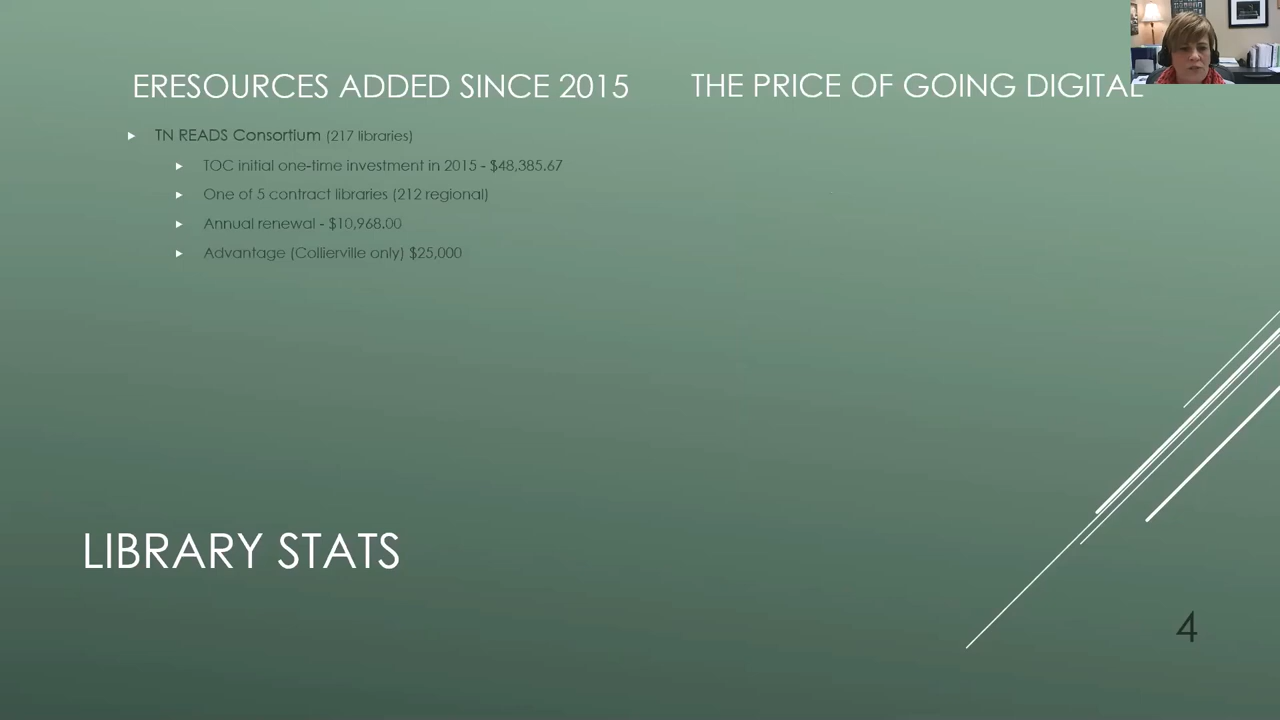 ERESOURCES ADDED SINCE 2015
TN READS Consortium (217 libraries)
TOC initial one-time investment in 2015 - $48,385.67
One of 5 contract libraries (212 regional)
Annual renewal - $10,968.00
Advantage (Collierville only) $25,000
THE PRICE OF GOING DIGITAL
LIBRARY STATS
4